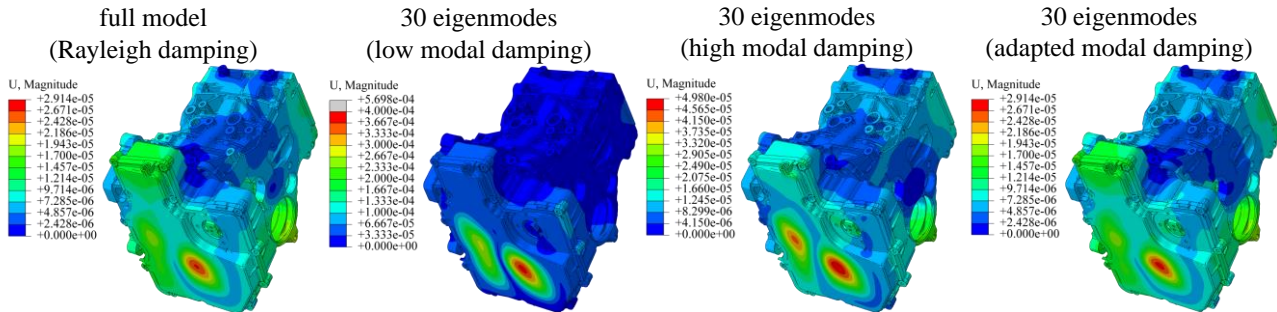 full model
(Rayleigh damping)
U, Magnitude
+2.914e-05
+2.671e-05
+2.428e-05
+2.186e-05
+1.943e-05
+1.700e-05
+1.457e-05
+1.214e-05
+9.714e-06
+7.285e-06
+4.857e-06
+2.428e-06
+0.000e+00
30 eigenmodes
(low modal damping)
U, Magnitude
+5.698e-04
+4.000e-04
+3.667e-04
+3.333e-04
+3.000e-04
+2.667e-04
+2.333e-04
+2.000e-04
+1.667e-04
+1.333e-04
+1.000e-04
+6.667e-05
+3.333e-05
+0.000e+00
30 eigenmodes
(high modal damping)
U, Magnitude
+4.980e-05
+4.565e-05
+4.150e-05
+3.735e-05
+3.320e-05
+2.905e-05
+2.490e-05
+2.075e-05
+1.660e-05
+1.245e-05
+8.299e-06
+4.150e-06
+0.000e+00
30 eigenmodes
(adapted modal damping)
U, Magnitude
+2.914e-05
+2.671e-05
+2.428e-05
+2.186e-05
+1.943e-05
+1.700e-05
+1.457e-05
+1.214e-05
+9.714e-06
+7.285e-06
+4.857e-06
+2.428e-06
+0.000e+00